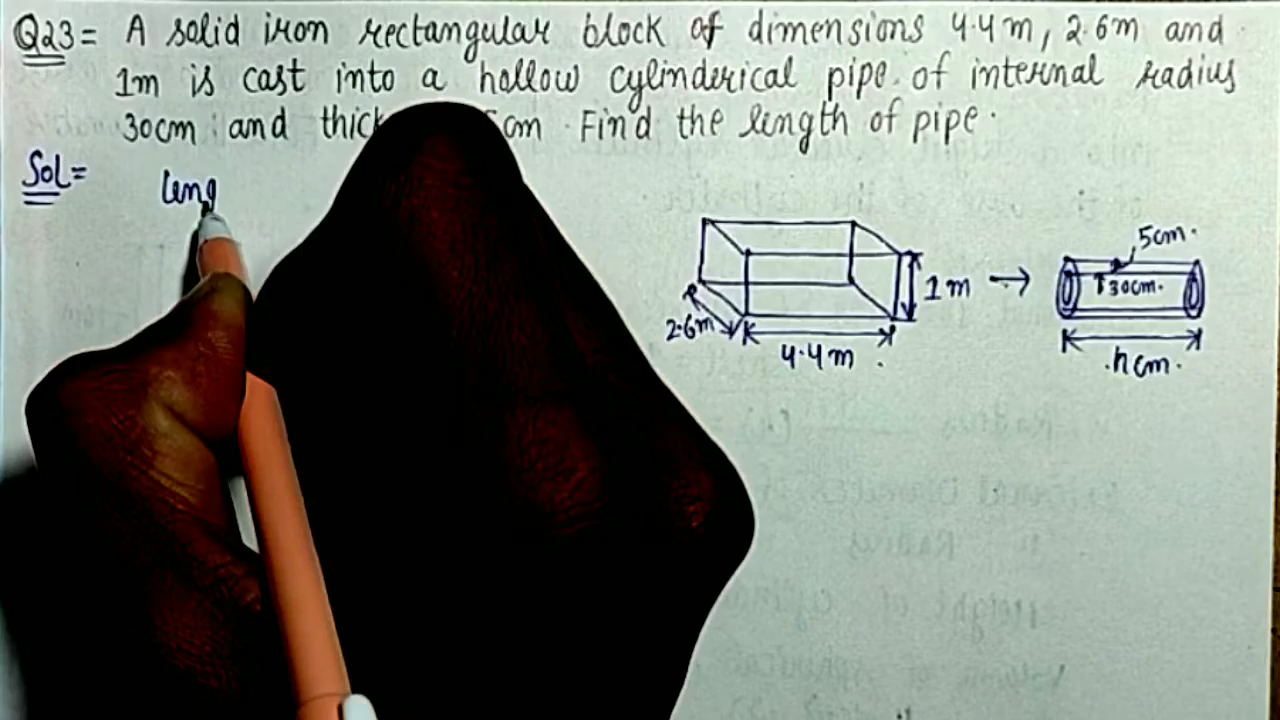 Q23= A solid iron rectangular block of dimensions 4.4m, 2.6m and
1m is cast into a hollow cylinderical pipe of internal radius
30cm and thick 5cm. Find the length of pipe.
Sol= leng
5cm.
30cm.
1m
2.6m
4.4m
hcm.